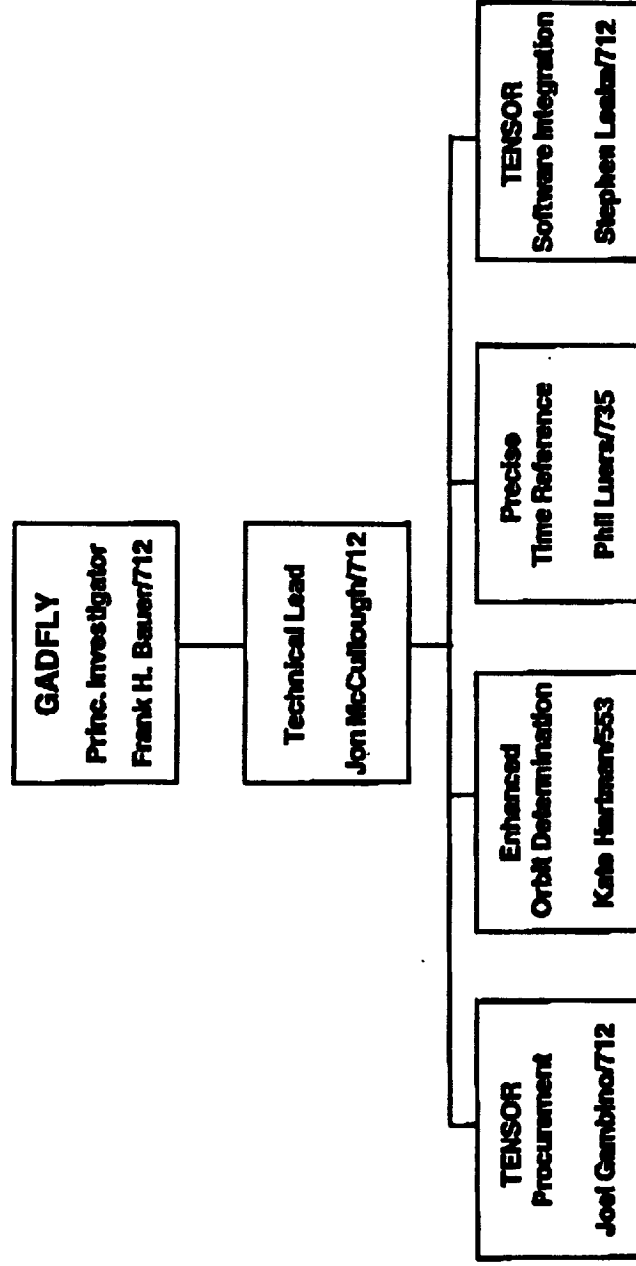 GADFLY
Princ. Investigator
Frank H. Bauer/712
Technical Lead
Jon McCullough/712
TENSOR
Procurement
Joel Gambino/712
Enhanced
Orbit Determination
Kate Hartman/553
Precise
Time Reference
Phil Luers/735
TENSOR
Software Integration
Stephen Leake/712